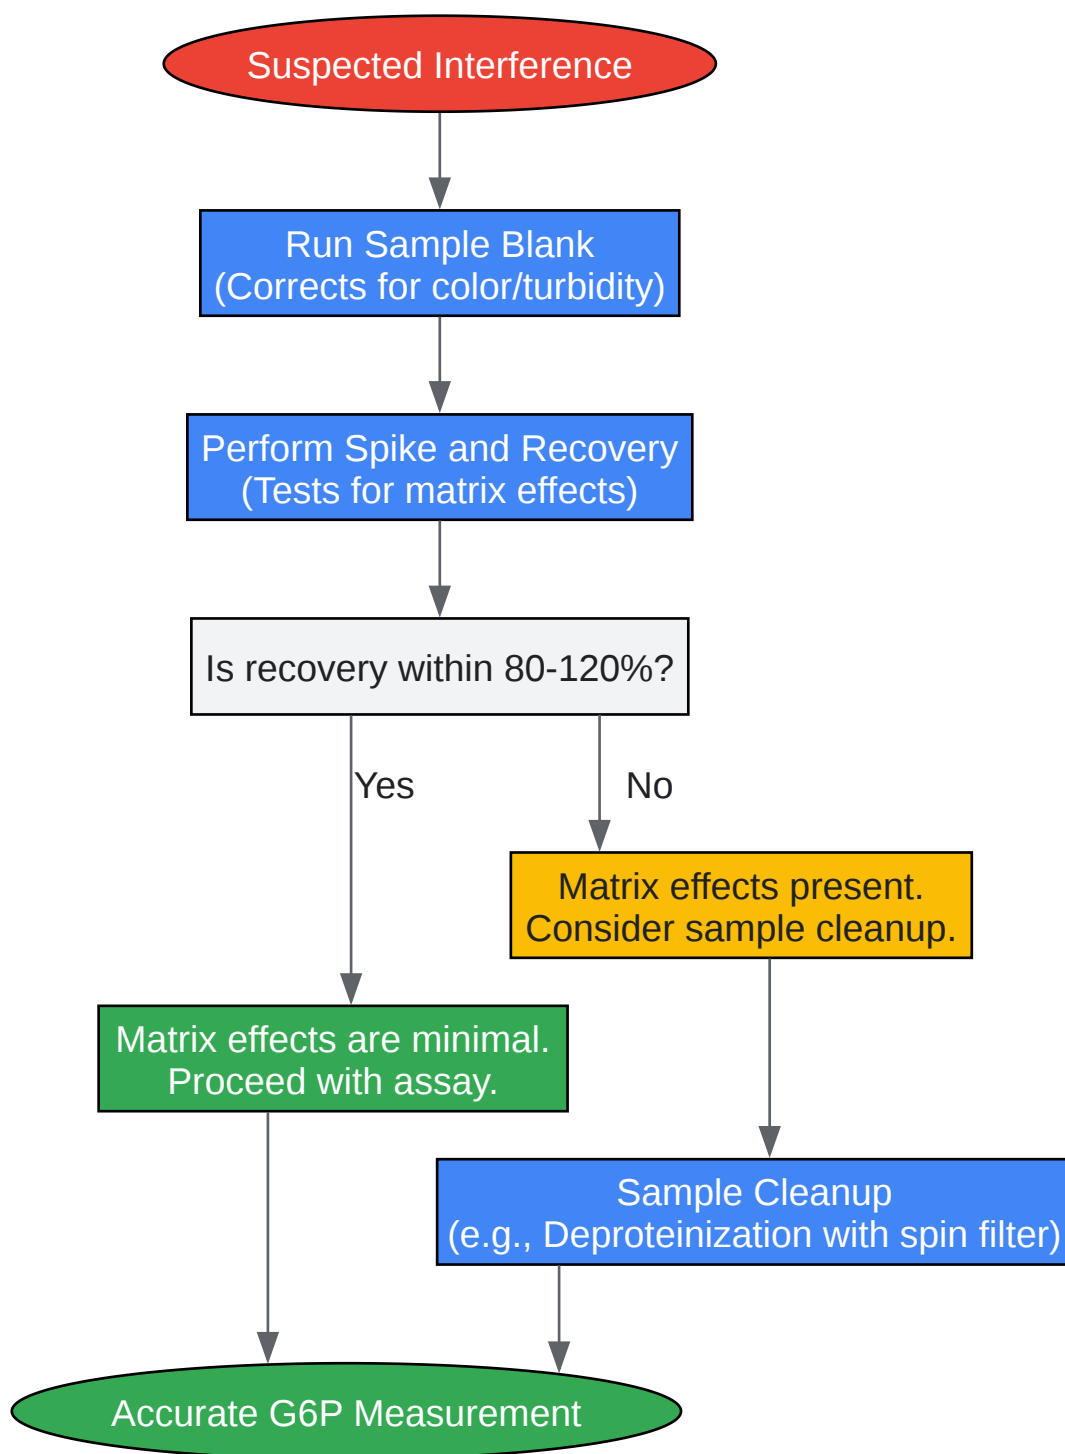 Suspected Interference
Run Sample Blank
(Corrects for color/turbidity)
Perform Spike and Recovery
(Tests for matrix effects)
Is recovery within 80-120%?
Yes
No
Matrix effects present.
Consider sample cleanup.
Matrix effects are minimal.
Proceed with assay.
Sample Cleanup
(e.g., Deproteinization with spin filter)
Accurate G6P Measurement